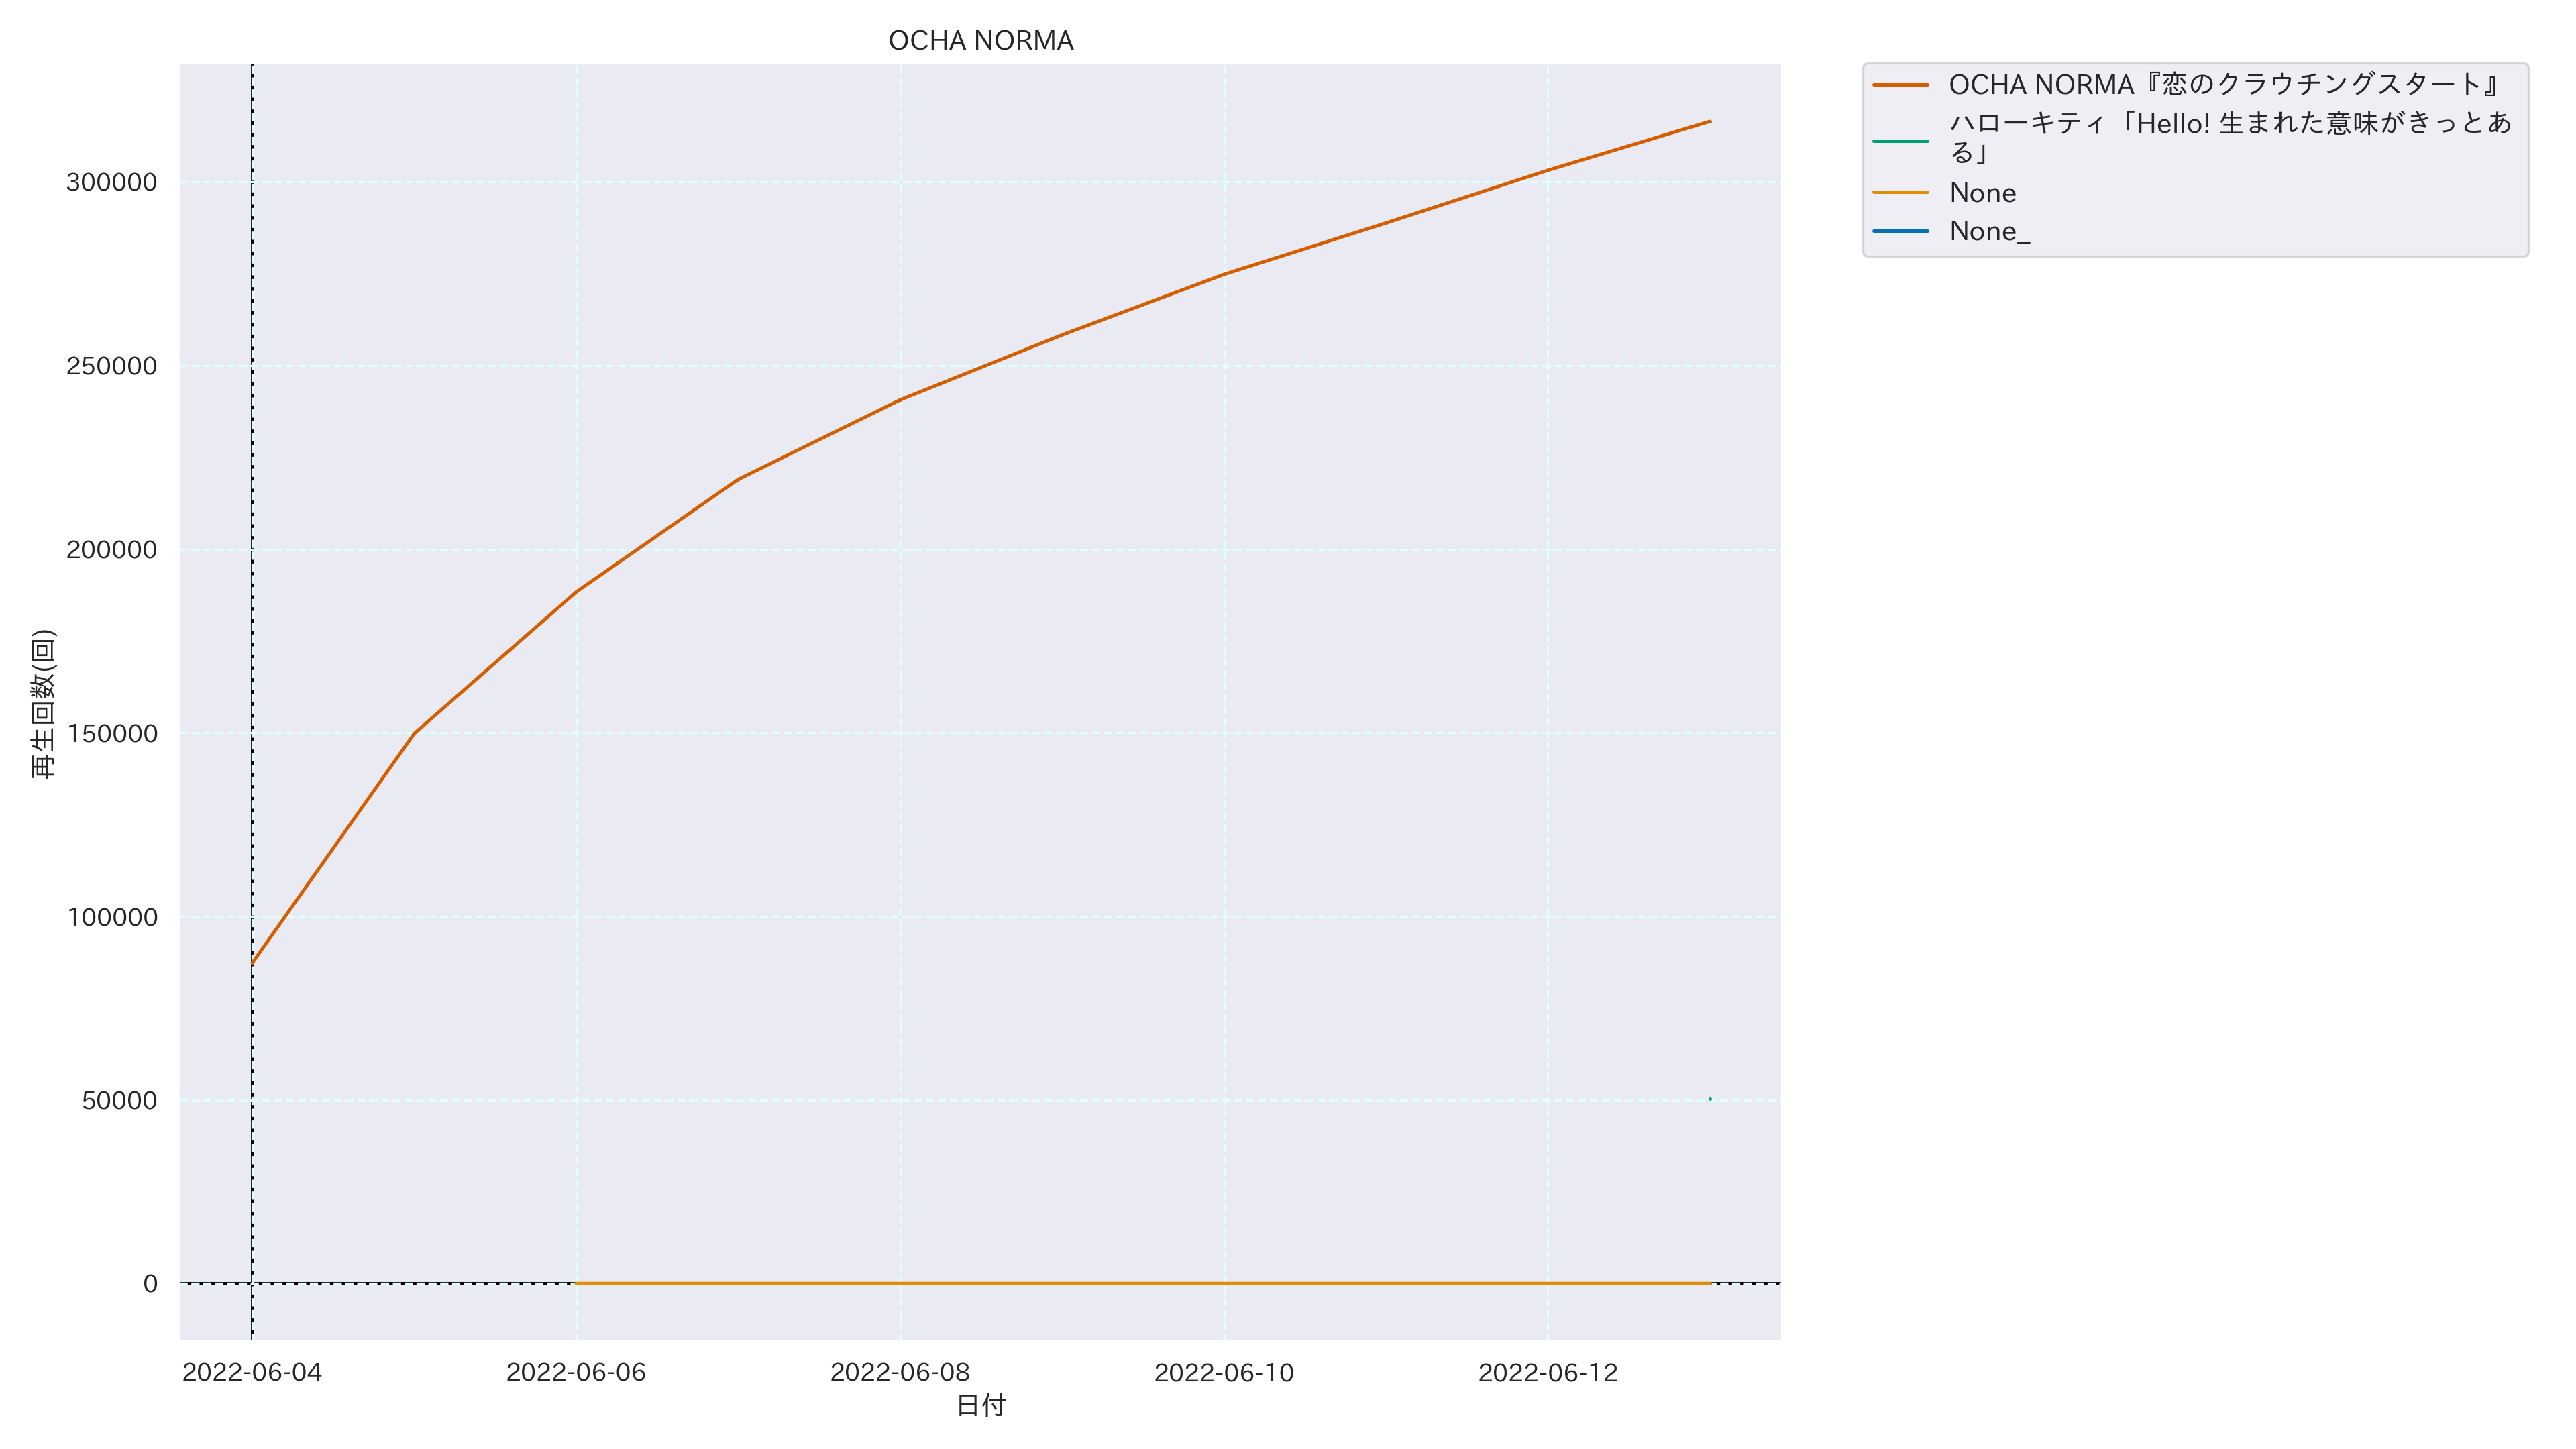 OCHA NORMA
OCHA NORMA『恋のクラウチングスタート』
ハローキティ「Hello! 生まれた意味がきっとあ
る」
None
None_
再生回数(回)
300000
250000
200000
150000
100000
50000
0
2022-06-04
2022-06-06
2022-06-08
2022-06-10
2022-06-12
日付